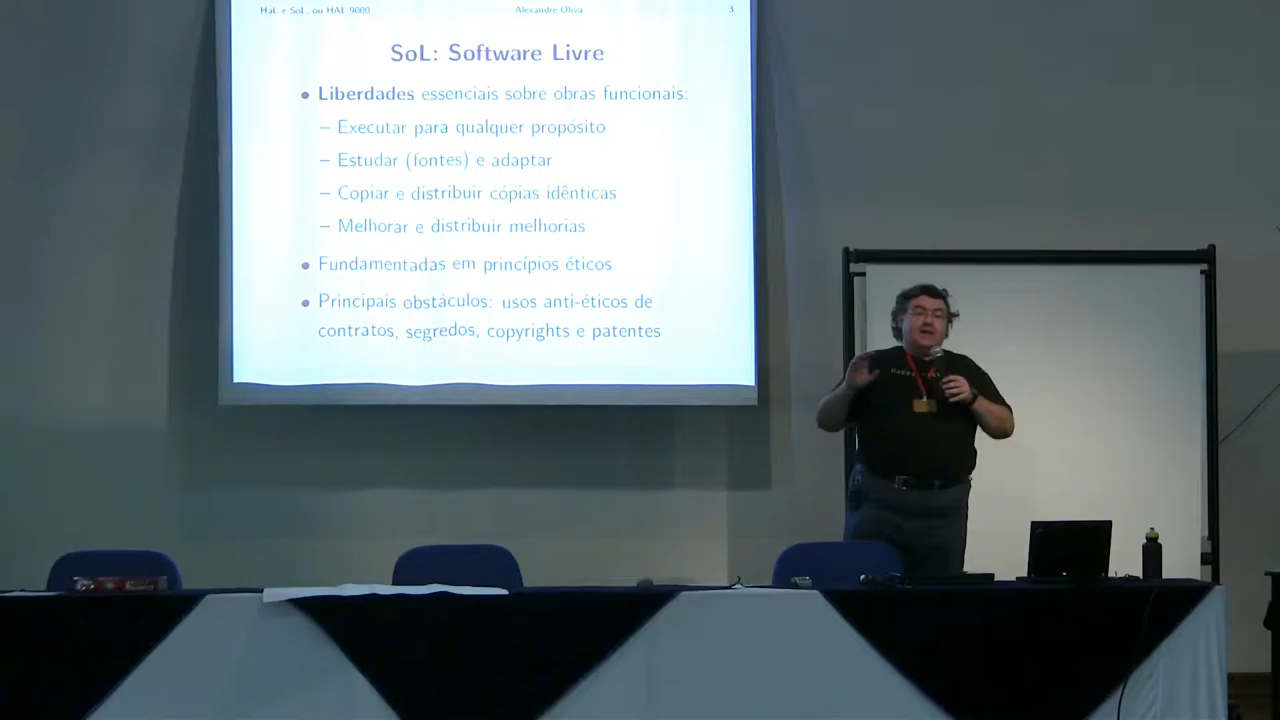 HaL e SoL, ou HAL 9000 Alexandre Oliva 3
SoL: Software Livre
• Liberdades essenciais sobre obras funcionais:
– Executar para qualquer propósito
– Estudar (fontes) e adaptar
– Copiar e distribuir cópias idênticas
– Melhorar e distribuir melhorias
• Fundamentadas em princípios éticos
• Principais obstáculos: usos anti-éticos de
contratos, segredos, copyrights e patentes